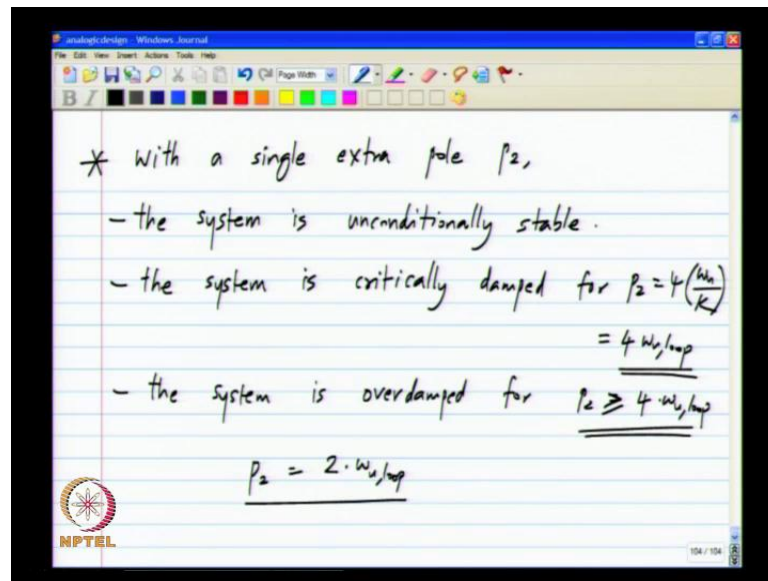 analogicdesign - Windows Journal
File Edit View Insert Actions Tools Help
Page Width
B I
* With a single extra pole p₂,
- the system is unconditionally stable.
- the system is critically damped for p₂ = 4(ωu/K)
= 4 ωu,loop
- the system is overdamped for p₂ ≥ 4·ωu,loop
p₂ = 2·ωu,loop
NPTEL
104 / 104